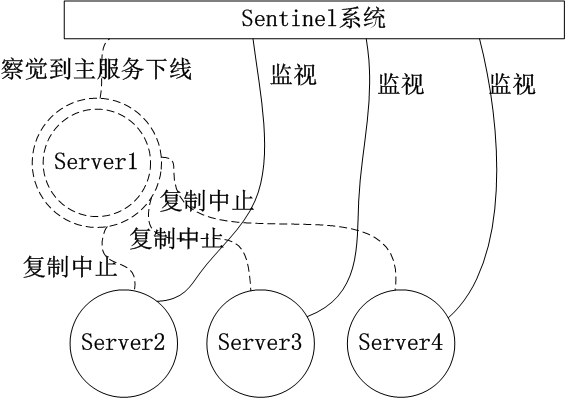 Sentinel系统
察觉到主服务下线
监视
监视
监视
Server1
复制中止
复制中止
复制中止
Server2
Server3
Server4